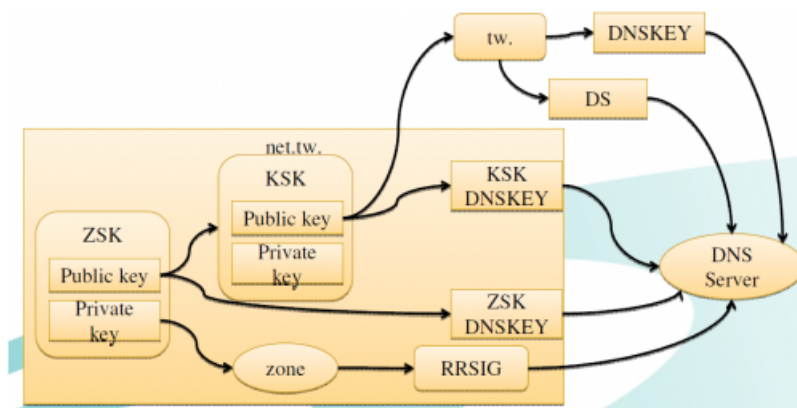 tw.
DNSKEY
DS
net.tw.
KSK
Public key
Private
key
KSK
DNSKEY
ZSK
Public key
Private
key
ZSK
DNSKEY
DNS
Server
zone
RRSIG